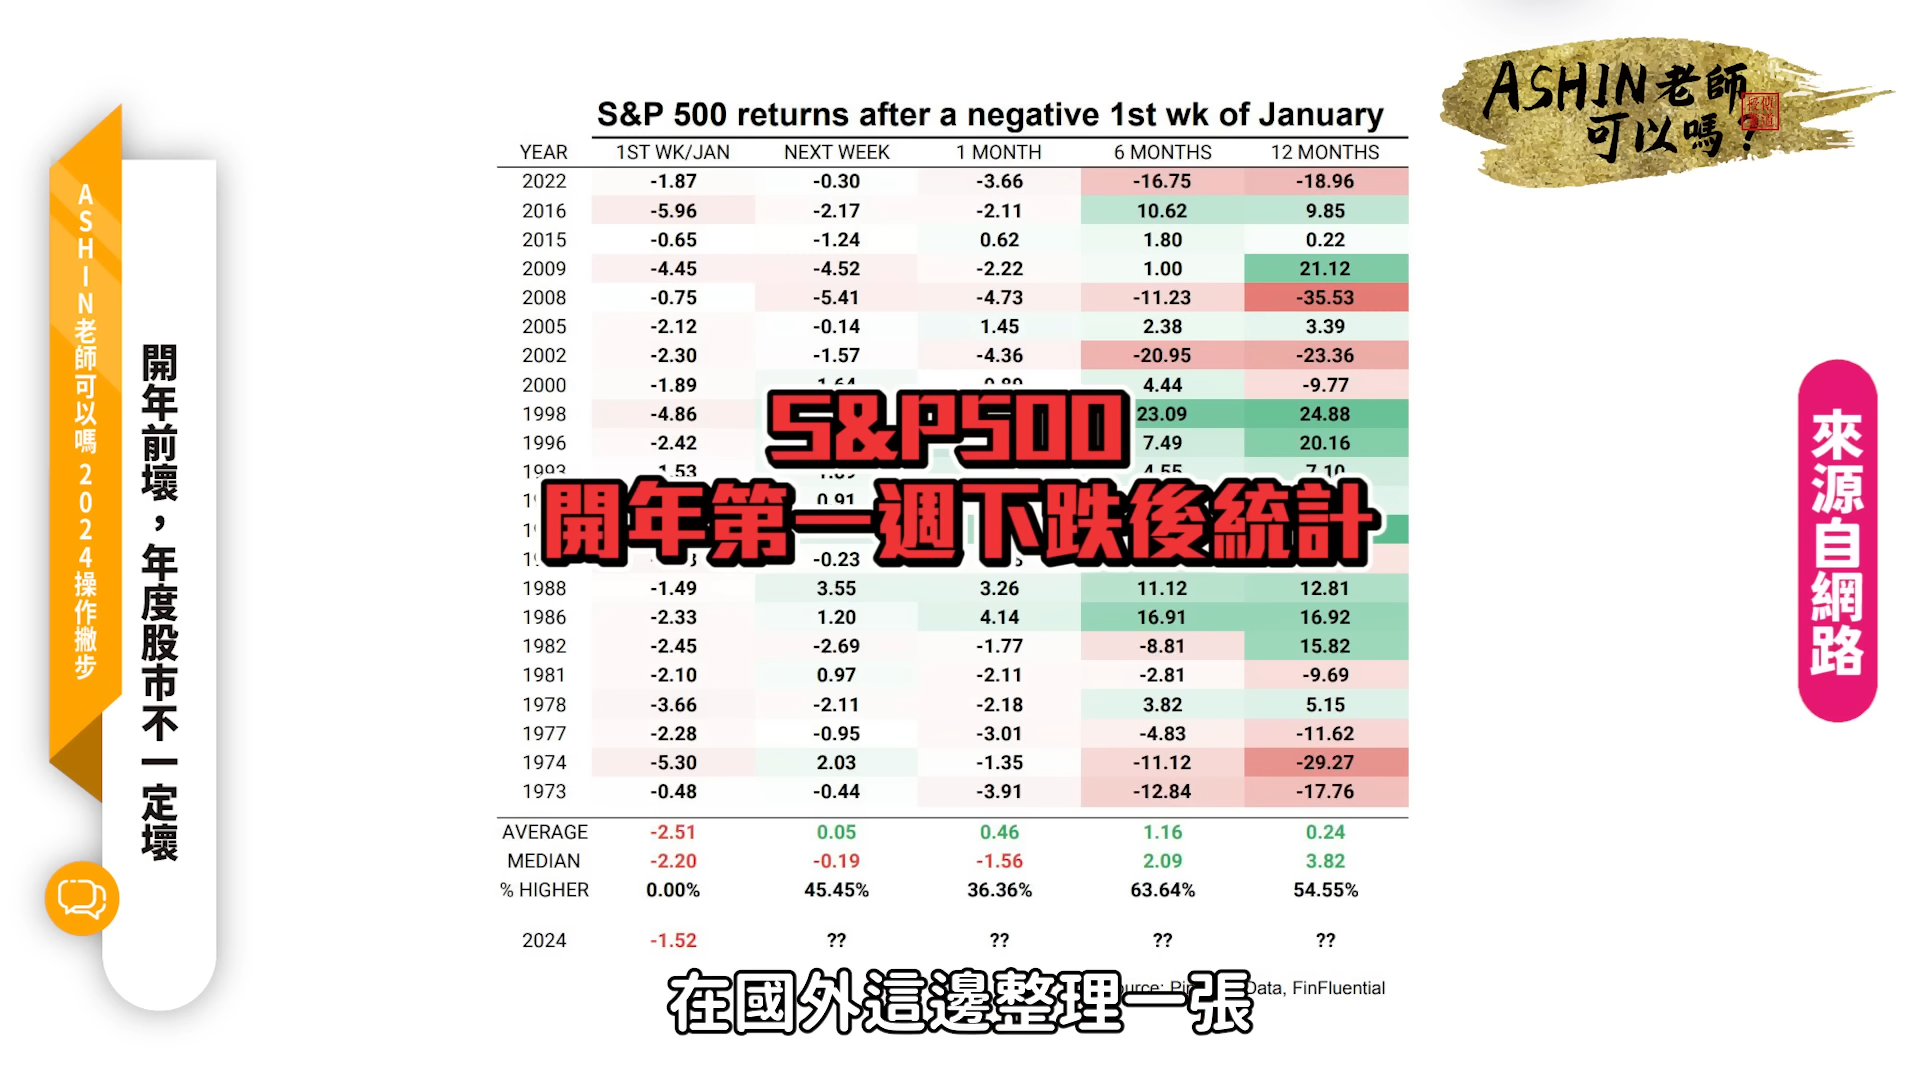 ASHIN老師
可以嗎?
ASHIN老師可以嗎 2024操作撇步
開年前壞，年度股市不一定壞
S&P 500 returns after a negative 1st wk of January
YEAR 1ST WK/JAN NEXT WEEK 1 MONTH 6 MONTHS 12 MONTHS
2022 -1.87 -0.30 -3.66 -16.75 -18.96
2016 -5.96 -2.17 -2.11 10.62 9.85
2015 -0.65 -1.24 0.62 1.80 0.22
2009 -4.45 -4.52 -2.22 1.00 21.12
2008 -0.75 -5.41 -4.73 -11.23 -35.53
2005 -2.12 -0.14 1.45 2.38 3.39
2002 -2.30 -1.57 -4.36 -20.95 -23.36
2000 -1.89 1.64 0.89 4.44 -9.77
1998 -4.86 23.09 24.88
1996 -2.42 7.49 20.16
1993 4.55 7.10
S&P500
開年第一週下跌後統計
0.91
-0.23
1988 -1.49 3.55 3.26 11.12 12.81
1986 -2.33 1.20 4.14 16.91 16.92
1982 -2.45 -2.69 -1.77 -8.81 15.82
1981 -2.10 0.97 -2.11 -2.81 -9.69
1978 -3.66 -2.11 -2.18 3.82 5.15
1977 -2.28 -0.95 -3.01 -4.83 -11.62
1974 -5.30 2.03 -1.35 -11.12 -29.27
1973 -0.48 -0.44 -3.91 -12.84 -17.76
AVERAGE -2.51 0.05 0.46 1.16 0.24
MEDIAN -2.20 -0.19 -1.56 2.09 3.82
% HIGHER 0.00% 45.45% 36.36% 63.64% 54.55%
2024 -1.52 ?? ?? ?? ??
Data, FinFluential
在國外這邊整理一張
來源自網路